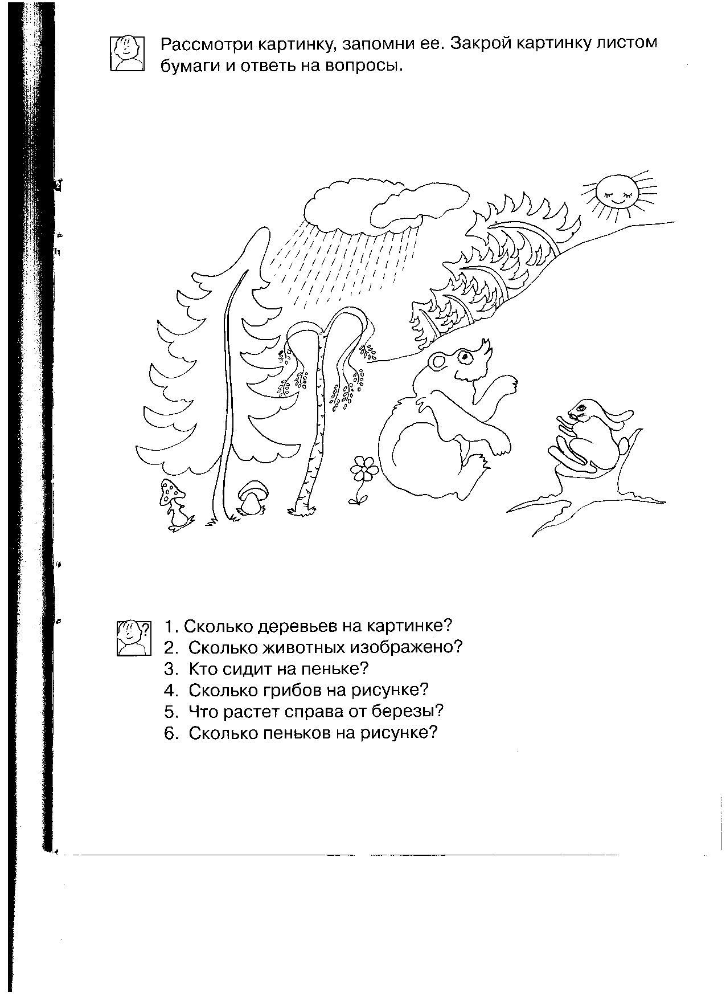 Рассмотри картинку, запомни ее. Закрой картинку листом
бумаги и ответь на вопросы.
?
1. Сколько деревьев на картинке?
2. Сколько животных изображено?
3. Кто сидит на пеньке?
4. Сколько грибов на рисунке?
5. Что растет справа от березы?
6. Сколько пеньков на рисунке?